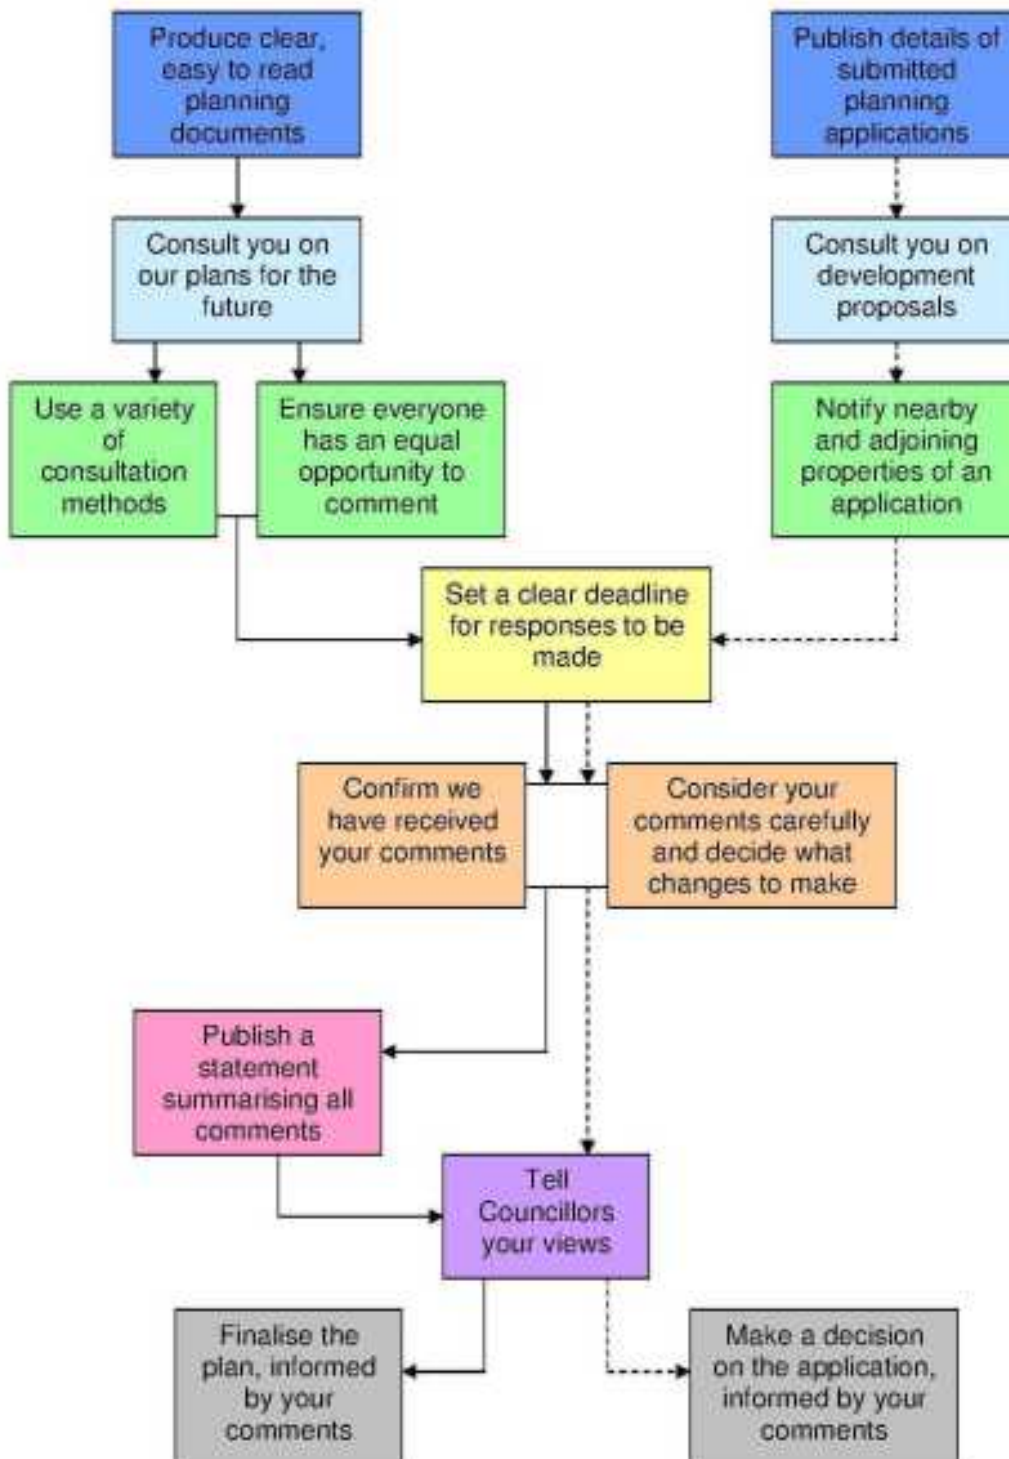 Produce clear,
easy to read
planning
documents
Publish details of
submitted
planning
applications
Consult you on
our plans for the
future
Consult you on
development
proposals
Use a variety
of
consultation
methods
Ensure everyone
has an equal
opportunity to
comment
Notify nearby
and adjoining
properties of an
application
Set a clear deadline
for responses to be
made
Confirm we
have received
your comments
Consider your
comments carefully
and decide what
changes to make
Publish a
statement
summarising all
comments
Tell
Councillors
your views
Finalise the
plan, informed
by your
comments
Make a decision
on the application,
informed by your
comments